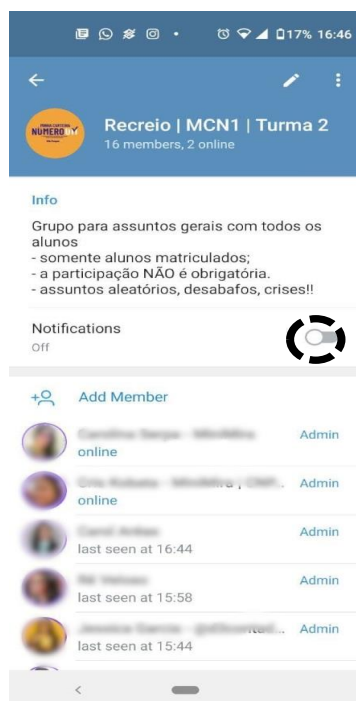 17% 16:46
NÚMERO
Recreio | MCN1 | Turma 2
16 members, 2 online
Info
Grupo para assuntos gerais com todos os
alunos
- somente alunos matriculados;
- a participação NÃO é obrigatória.
- assuntos aleatórios, desabafos, crises!!
Notifications
Off
Add Member
Admin
online
Admin
online
Admin
last seen at 16:44
Admin
last seen at 15:58
Admin
last seen at 15:44